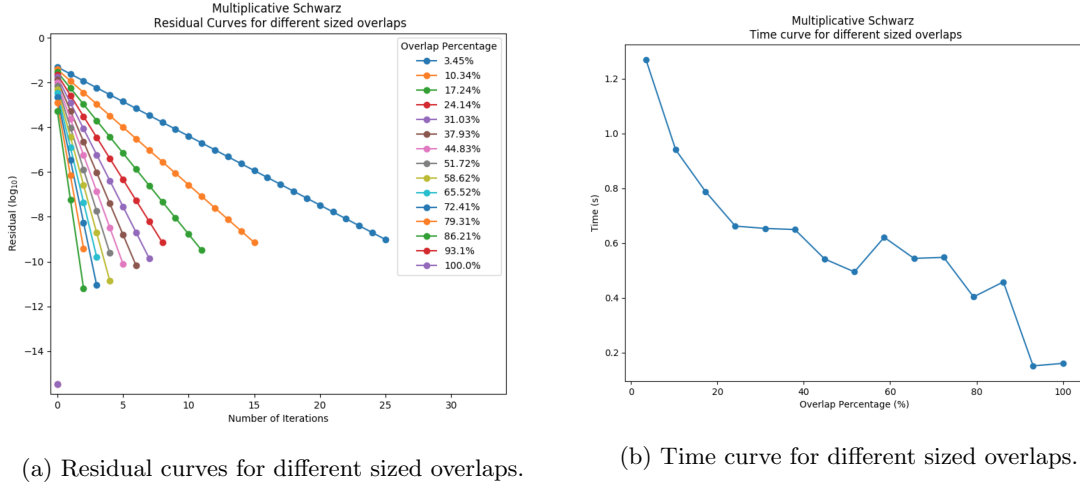 Multiplicative Schwarz
Residual Curves for different sized overlaps
0
−2
−4
−6
−8
−10
−12
−14
Residual (log10)
Overlap Percentage
3.45%
10.34%
17.24%
24.14%
31.03%
37.93%
44.83%
51.72%
58.62%
65.52%
72.41%
79.31%
86.21%
93.1%
100.0%
0 5 10 15 20 25 30
Number of Iterations
(a) Residual curves for different sized overlaps.
Multiplicative Schwarz
Time curve for different sized overlaps
1.2
1.0
0.8
0.6
0.4
0.2
Time (s)
0 20 40 60 80 100
Overlap Percentage (%)
(b) Time curve for different sized overlaps.